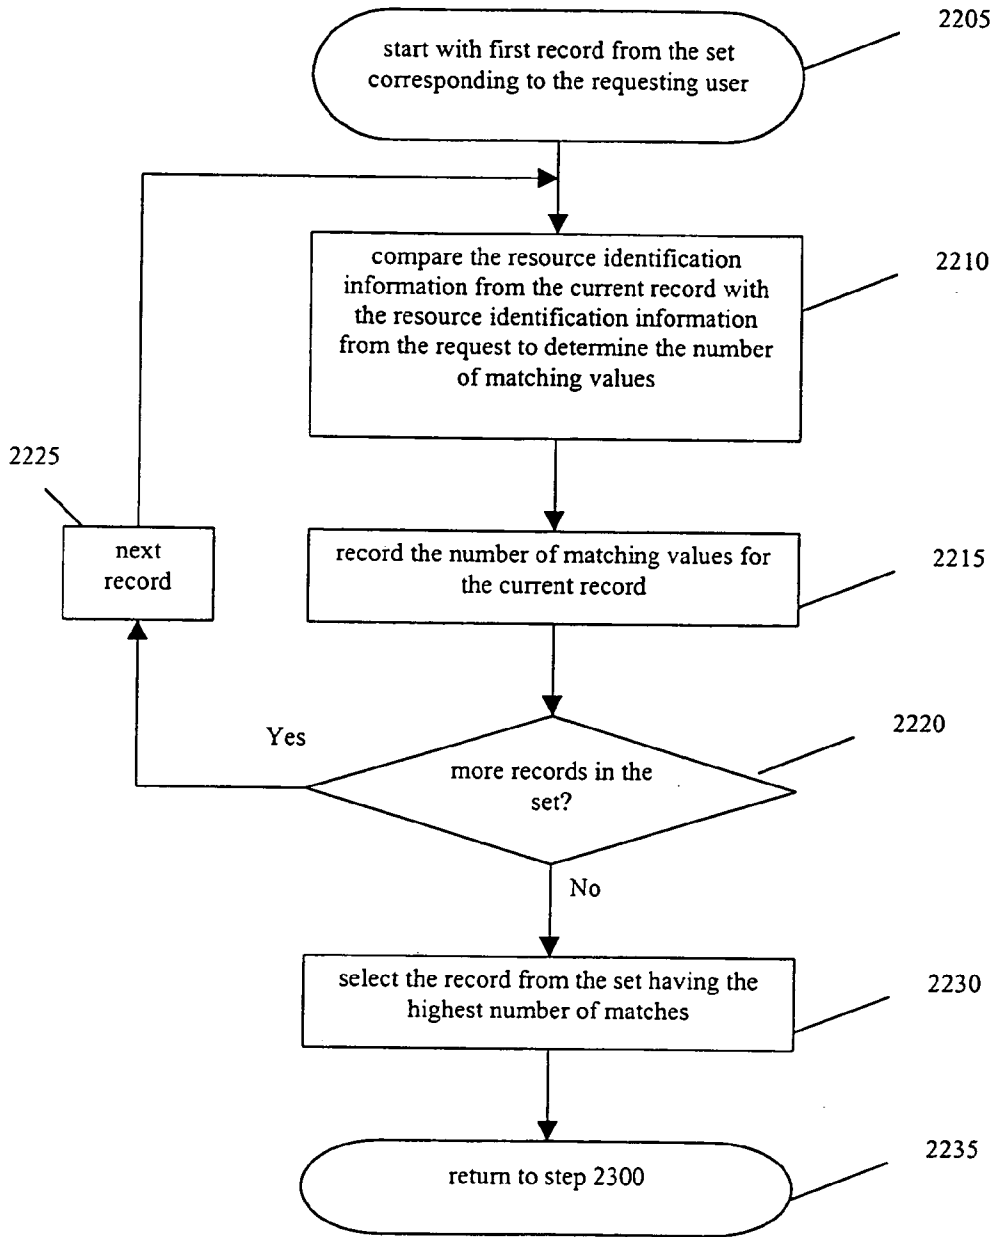 2205
start with first record from the set
corresponding to the requesting user
2210
compare the resource identification
information from the current record with
the resource identification information
from the request to determine the number
of matching values
2225
next
record
2215
record the number of matching values for
the current record
2220
Yes
more records in the
set?
No
2230
select the record from the set having the
highest number of matches
2235
return to step 2300